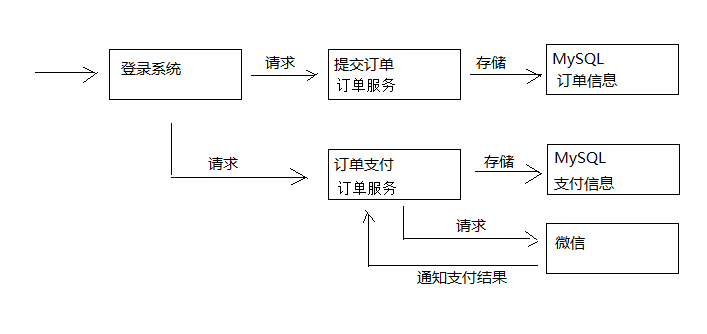 登录系统
请求
提交订单
订单服务
存储
MySQL
订单信息
请求
订单支付
订单服务
存储
MySQL
支付信息
请求
微信
通知支付结果